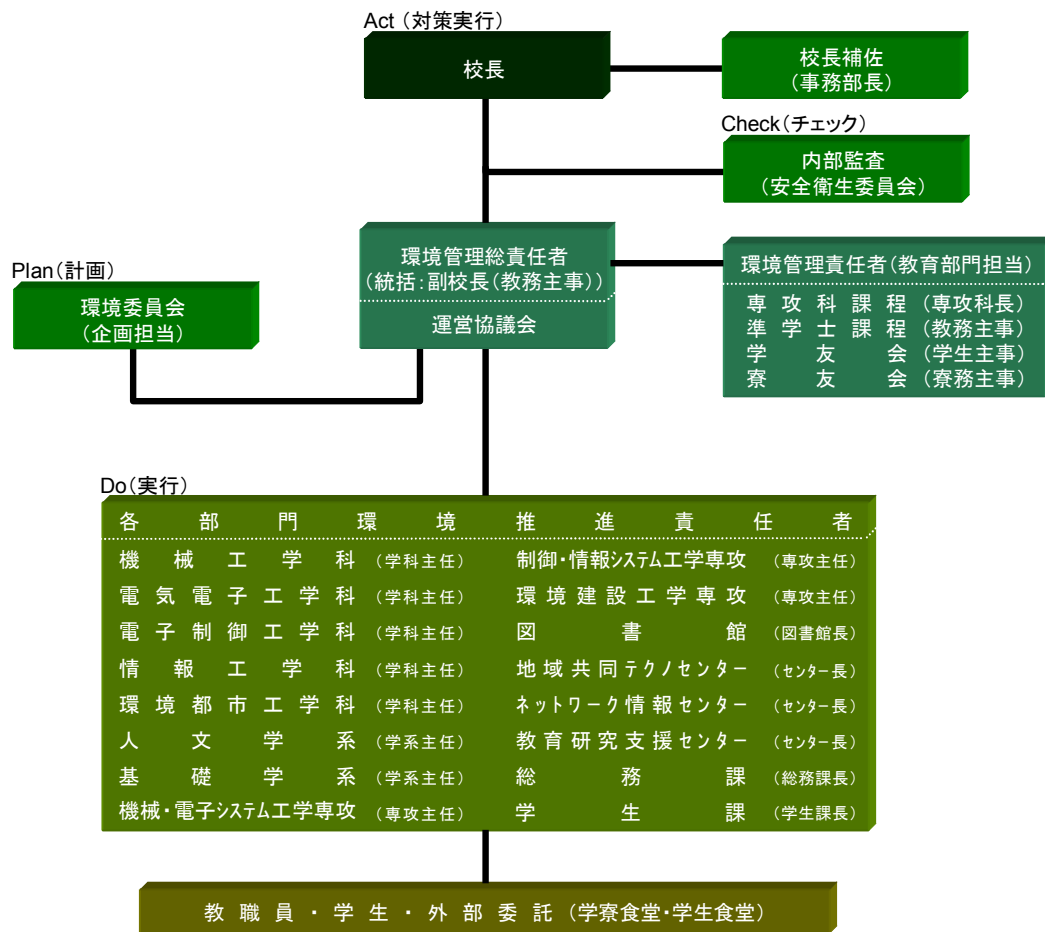 Act（対策実行）
校長
校長補佐
（事務部長）
Check（チェック）
内部監査
（安全衛生委員会）
環境管理総責任者
（統括：副校長（教務主事））
運営協議会
環境管理責任者（教育部門担当）
専攻科課程（専攻科長）
準学士課程（教務主事）
学友会（学生主事）
寮友会（寮務主事）
Plan（計画）
環境委員会
（企画担当）
Do（実行）
各部門環境推進責任者
機械工学科（学科主任） 制御・情報システム工学専攻（専攻主任）
電気電子工学科（学科主任） 環境建設工学専攻（専攻主任）
電子制御工学科（学科主任） 図書館（図書館長）
情報工学科（学科主任） 地域共同テクノセンター（センター長）
環境都市工学科（学科主任） ネットワーク情報センター（センター長）
人文学系（学系主任） 教育研究支援センター（センター長）
基礎学系（学系主任） 総務課（総務課長）
機械・電子システム工学専攻（専攻主任） 学生課（学生課長）
教職員・学生・外部委託（学寮食堂・学生食堂）